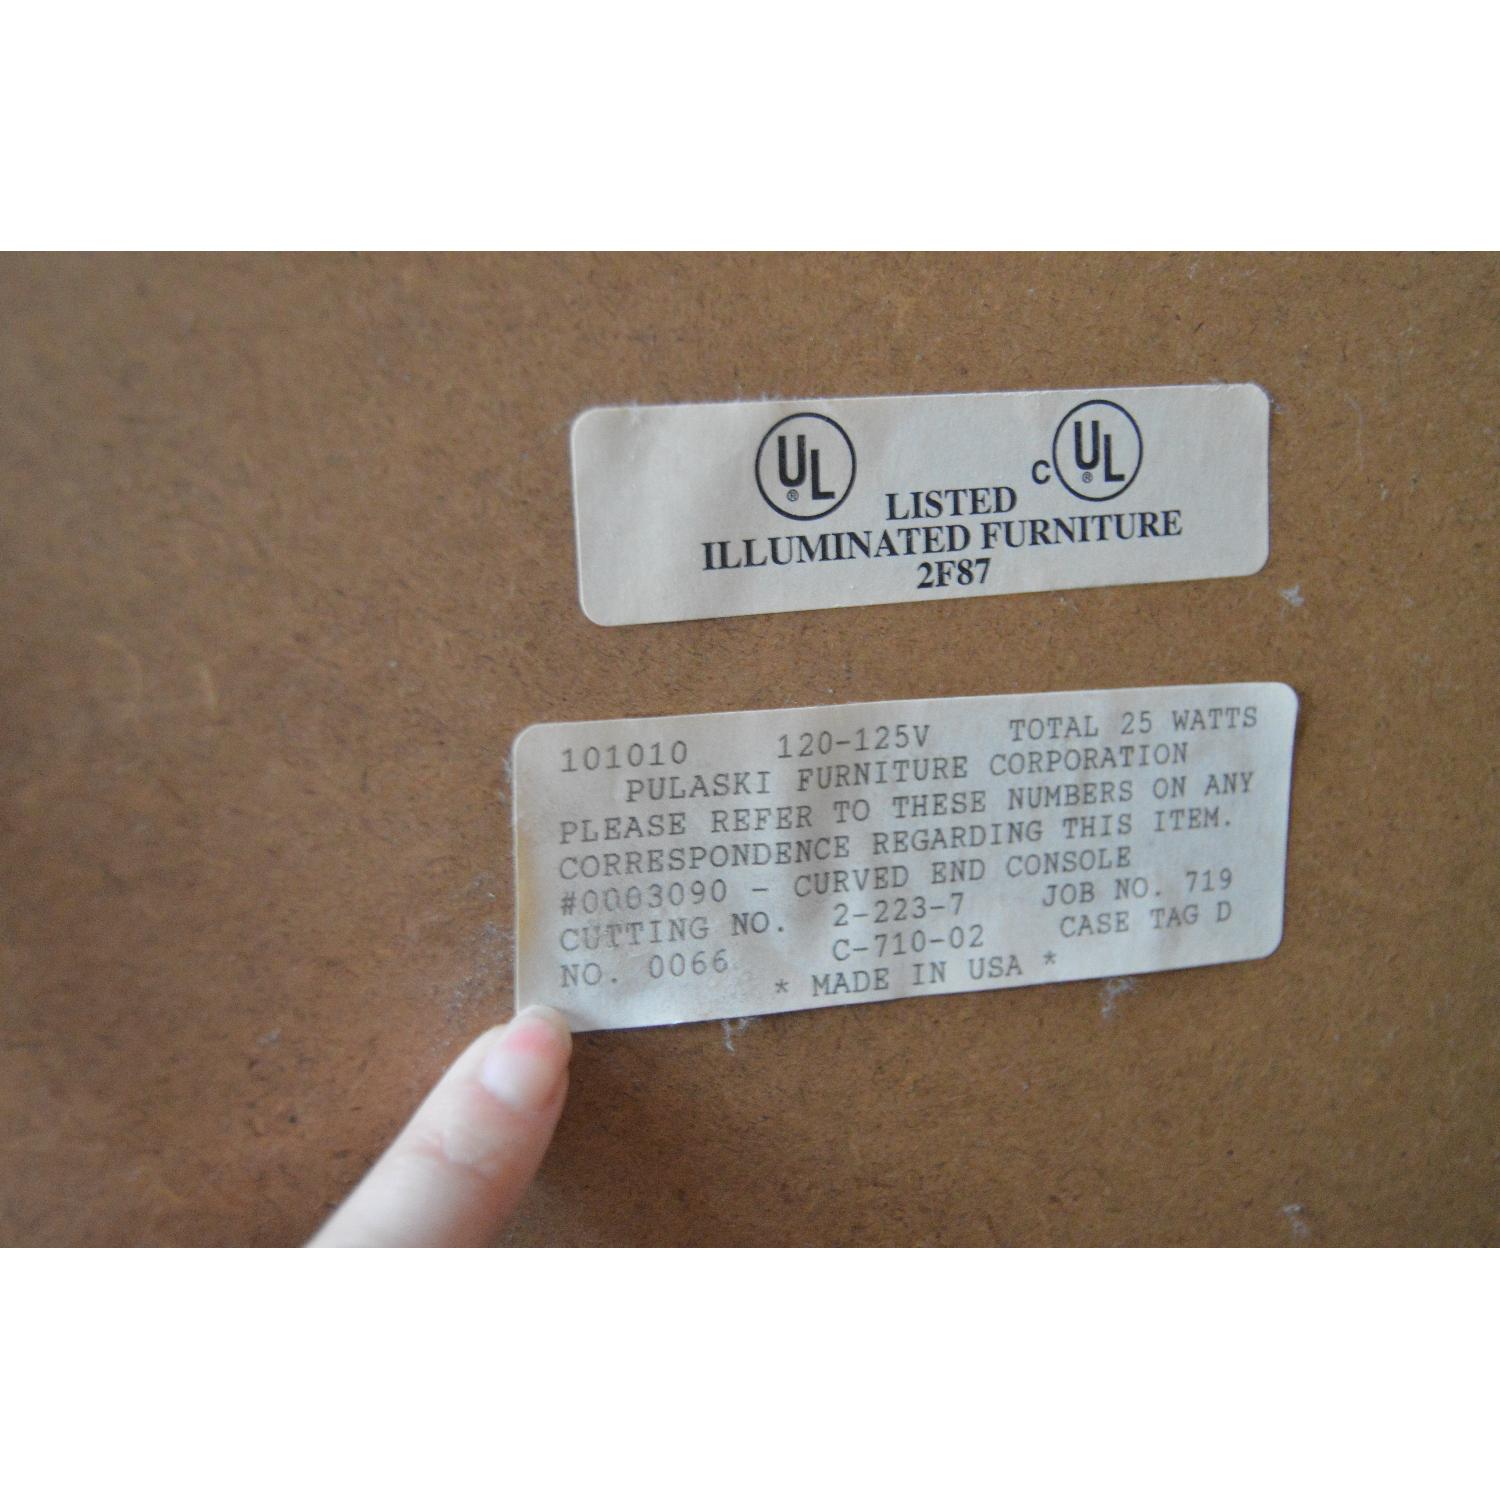 UL® C UL®
LISTED
ILLUMINATED FURNITURE
2F87
101010 120-125V TOTAL 25 WATTS
PULASKI FURNITURE CORPORATION
PLEASE REFER TO THESE NUMBERS ON ANY
CORRESPONDENCE REGARDING THIS ITEM.
#0003090 - CURVED END CONSOLE
CUTTING NO. 2-223-7 JOB NO. 719
NO. 0066 C-710-02 CASE TAG D
* MADE IN USA *